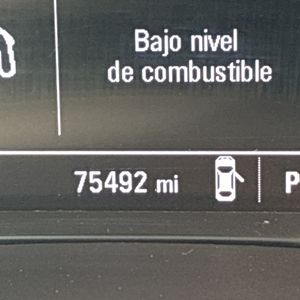 Bajo nivel
de combustible
75492 mi
P